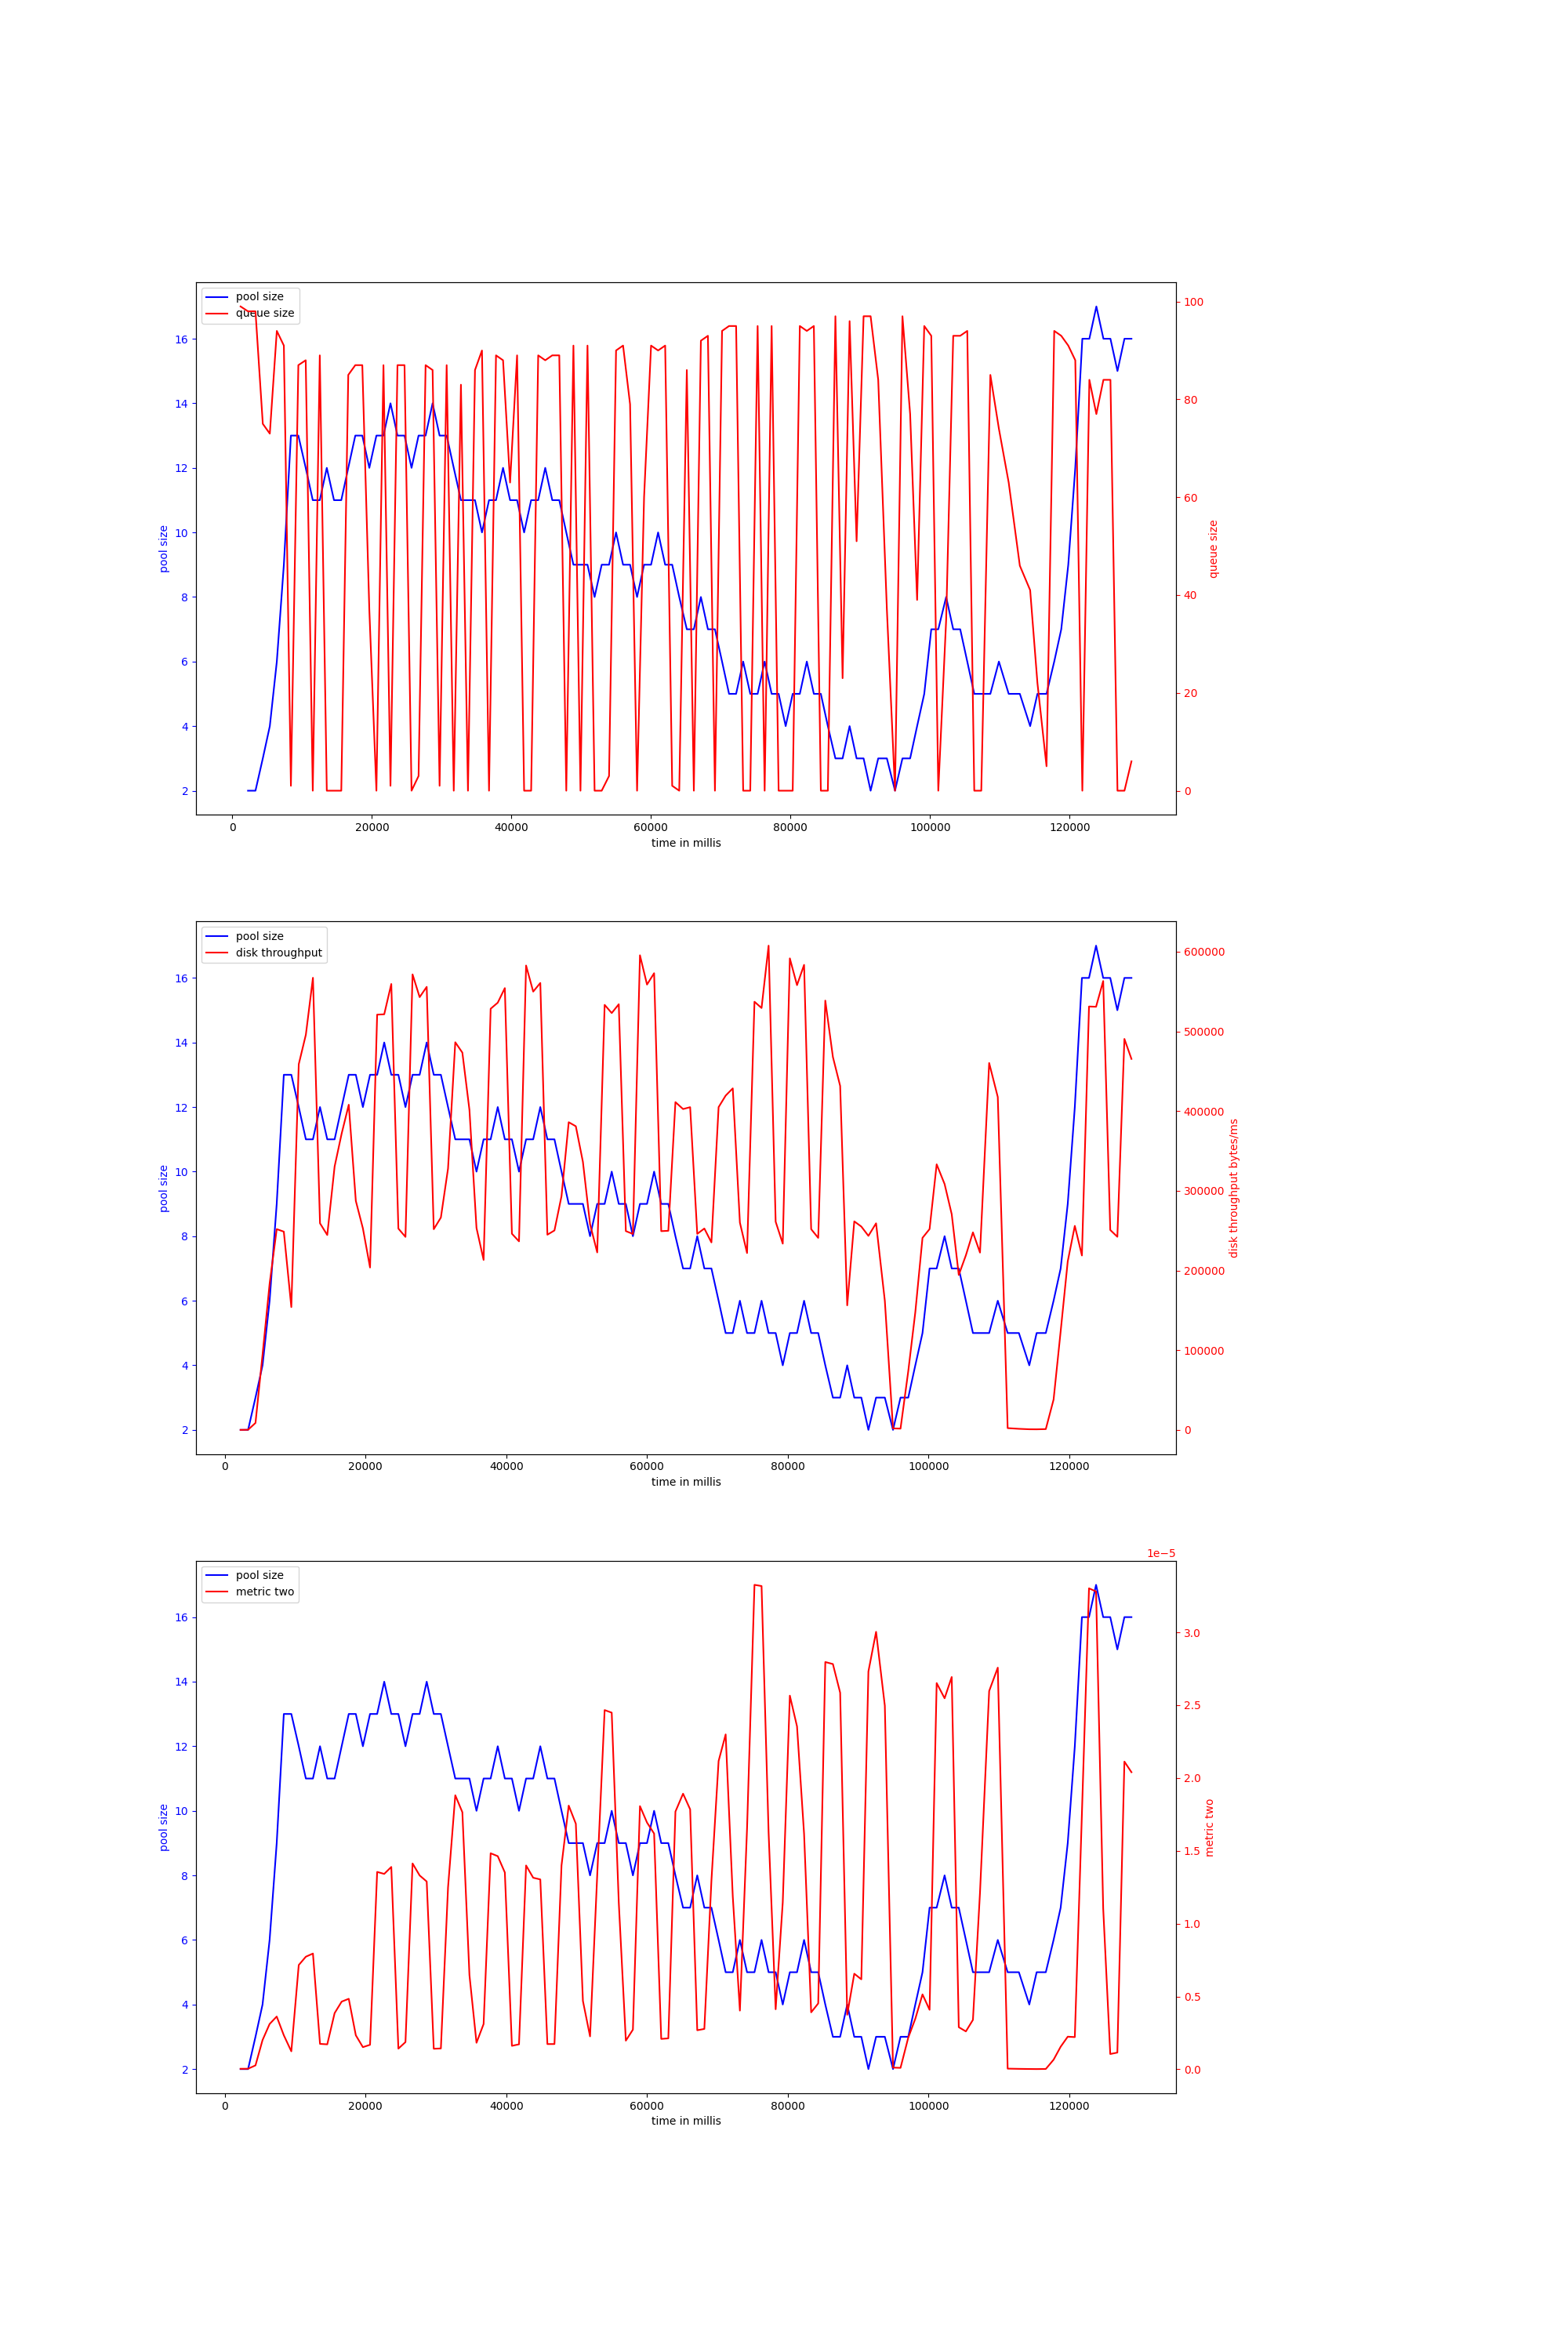 pool size
queue size
16
14
12
10
8
6
4
2
pool size
100
80
60
40
20
0
queue size
0 20000 40000 60000 80000 100000 120000
time in millis
pool size
disk throughput
16
14
12
10
8
6
4
2
pool size
600000
500000
400000
300000
200000
100000
0
disk throughput bytes/ms
0 20000 40000 60000 80000 100000 120000
time in millis
1e−5
pool size
metric two
16
14
12
10
8
6
4
2
pool size
3.0
2.5
2.0
1.5
1.0
0.5
0.0
metric two
0 20000 40000 60000 80000 100000 120000
time in millis